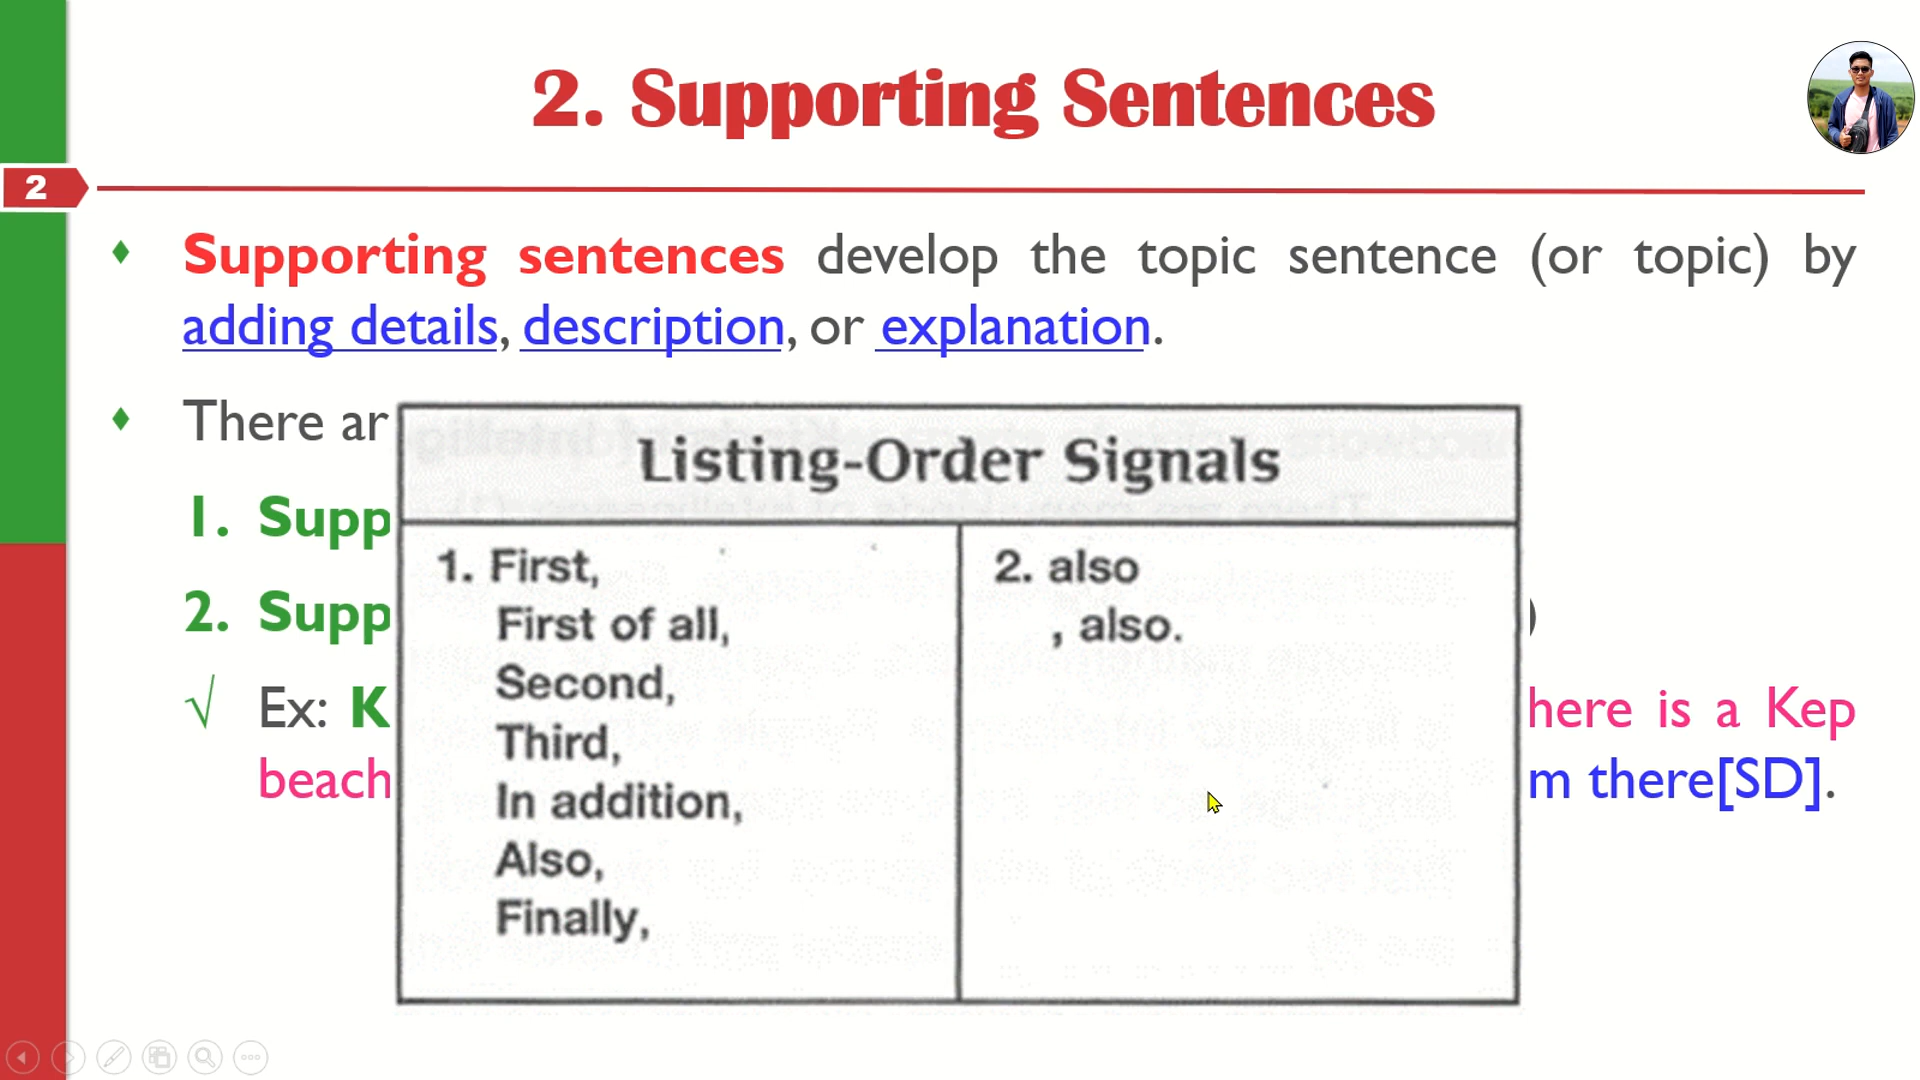 2. Supporting Sentences
2
Supporting sentences develop the topic sentence (or topic) by
adding details, description, or explanation.
There ar
1. Supp
2. Supp )
√ Ex: K here is a Kep
beach m there[SD].
Listing-Order Signals
1. First,
First of all,
Second,
Third,
In addition,
Also,
Finally,
2. also
, also.